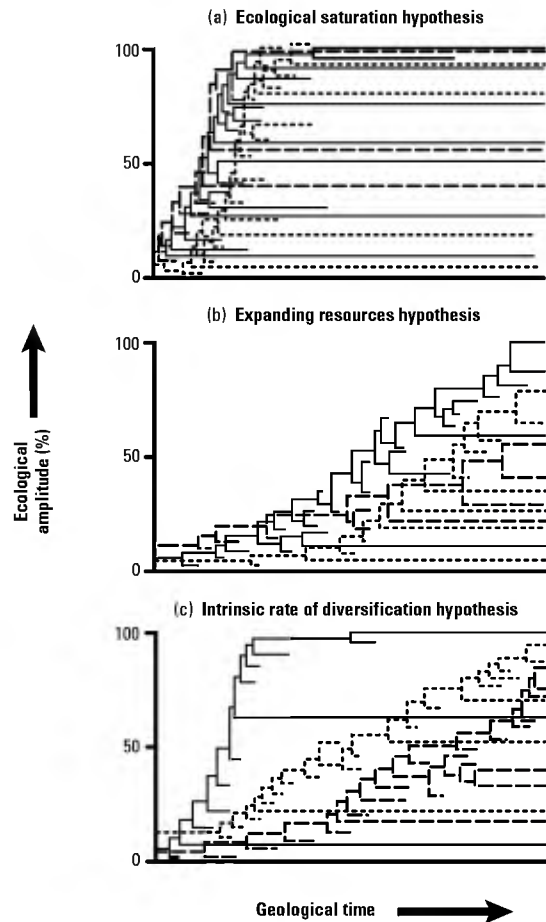 (a) Ecological saturation hypothesis
100
50
0
(b) Expanding resources hypothesis
100
50
0
Ecological
amplitude (%)
(c) Intrinsic rate of diversification hypothesis
100
50
0
Geological time